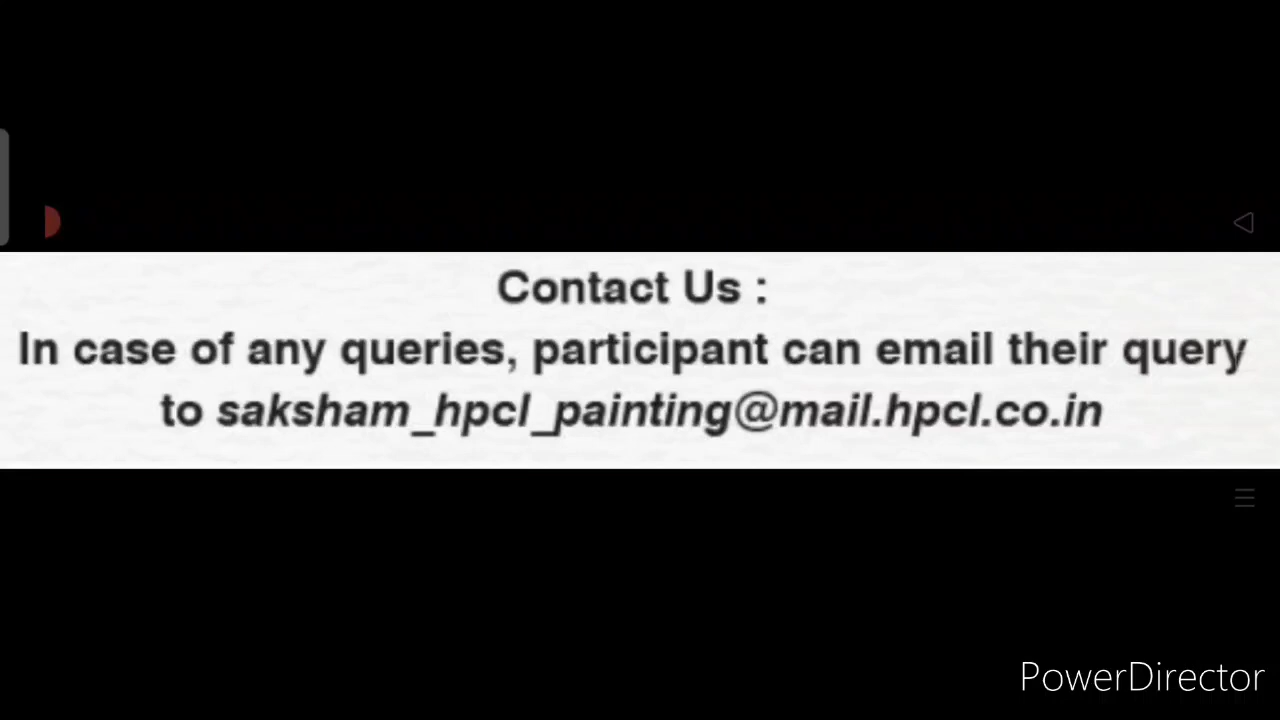 Contact Us :
In case of any queries, participant can email their query
to saksham_hpcl_painting@mail.hpcl.co.in
PowerDirector